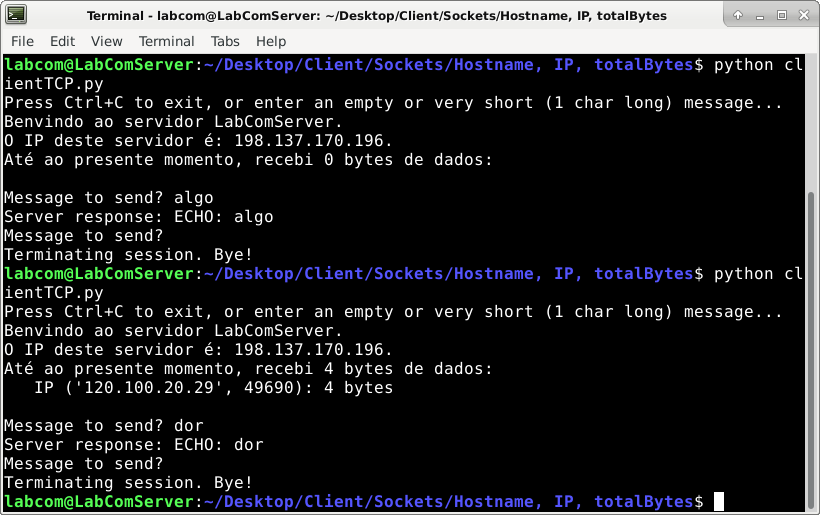 Terminal - labcom@LabComServer: ~/Desktop/Client/Sockets/Hostname, IP, totalBytes
File Edit View Terminal Tabs Help
labcom@LabComServer:~/Desktop/Client/Sockets/Hostname, IP, totalBytes$ python cl
ientTCP.py
Press Ctrl+C to exit, or enter an empty or very short (1 char long) message...
Benvindo ao servidor LabComServer.
O IP deste servidor é: 198.137.170.196.
Até ao presente momento, recebi 0 bytes de dados:
Message to send? algo
Server response: ECHO: algo
Message to send?
Terminating session. Bye!
labcom@LabComServer:~/Desktop/Client/Sockets/Hostname, IP, totalBytes$ python cl
ientTCP.py
Press Ctrl+C to exit, or enter an empty or very short (1 char long) message...
Benvindo ao servidor LabComServer.
O IP deste servidor é: 198.137.170.196.
Até ao presente momento, recebi 4 bytes de dados:
   IP ('120.100.20.29', 49690): 4 bytes
Message to send? dor
Server response: ECHO: dor
Message to send?
Terminating session. Bye!
labcom@LabComServer:~/Desktop/Client/Sockets/Hostname, IP, totalBytes$